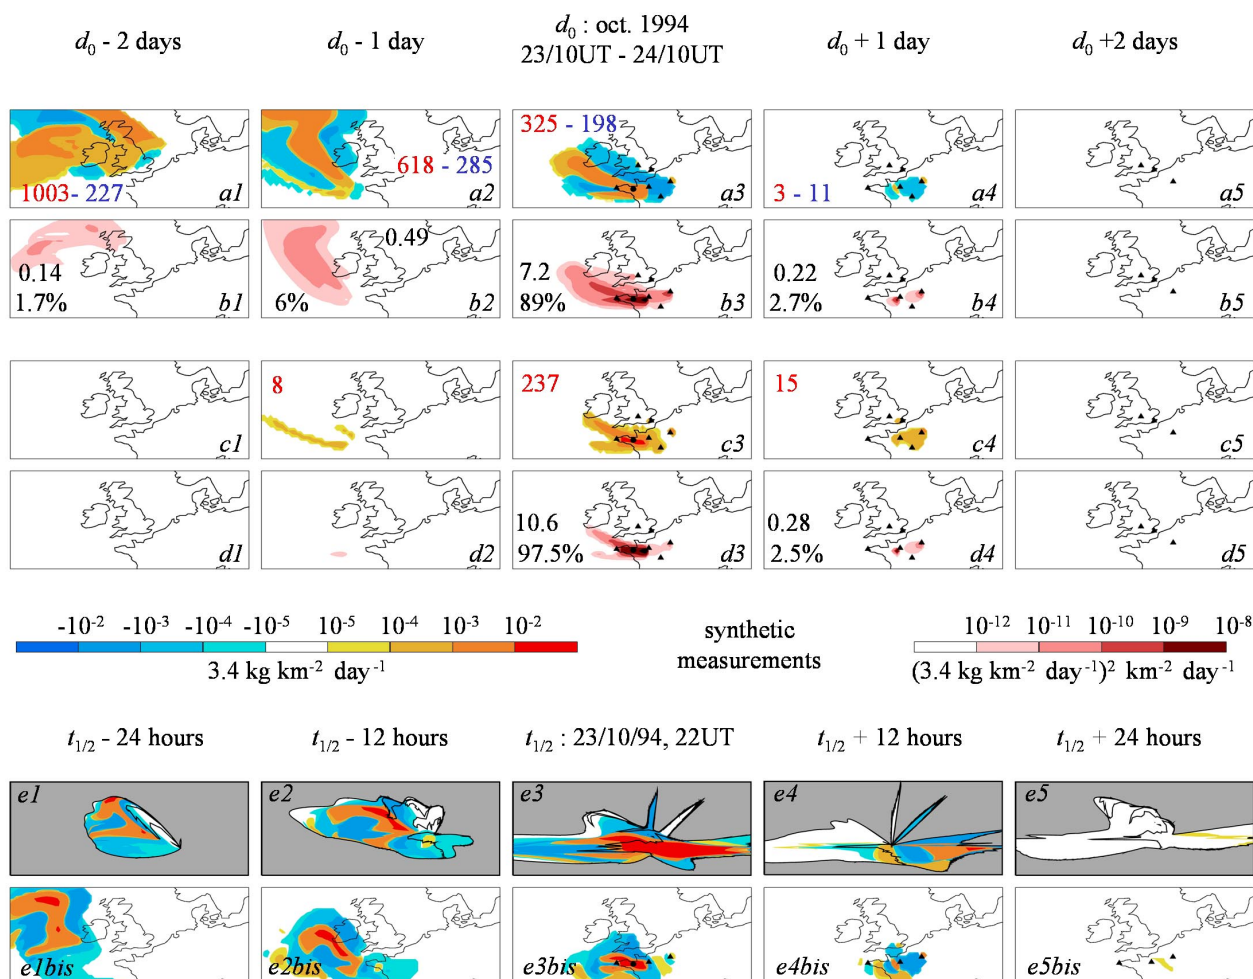 d₀ - 2 days
d₀ - 1 day
d₀ : oct. 1994
23/10UT - 24/10UT
d₀ + 1 day
d₀ +2 days
1003 - 227
a1
618 - 285
a2
325 - 198
a3
3 - 11
a4
a5
0.14
1.7%
b1
0.49
6%
b2
7.2
89%
b3
0.22
2.7%
b4
b5
c1
8
c2
237
c3
15
c4
c5
d1
d2
10.6
97.5%
d3
0.28
2.5%
d4
d5
-10⁻² -10⁻³ -10⁻⁴ -10⁻⁵ 10⁻⁵ 10⁻⁴ 10⁻³ 10⁻²
3.4 kg km⁻² day⁻¹
synthetic
measurements
10⁻¹² 10⁻¹¹ 10⁻¹⁰ 10⁻⁹ 10⁻⁸
(3.4 kg km⁻² day⁻¹)² km⁻² day⁻¹
t₁/₂ - 24 hours
t₁/₂ - 12 hours
t₁/₂ : 23/10/94, 22UT
t₁/₂ + 12 hours
t₁/₂ + 24 hours
e1
e2
e3
e4
e5
e1bis
e2bis
e3bis
e4bis
e5bis